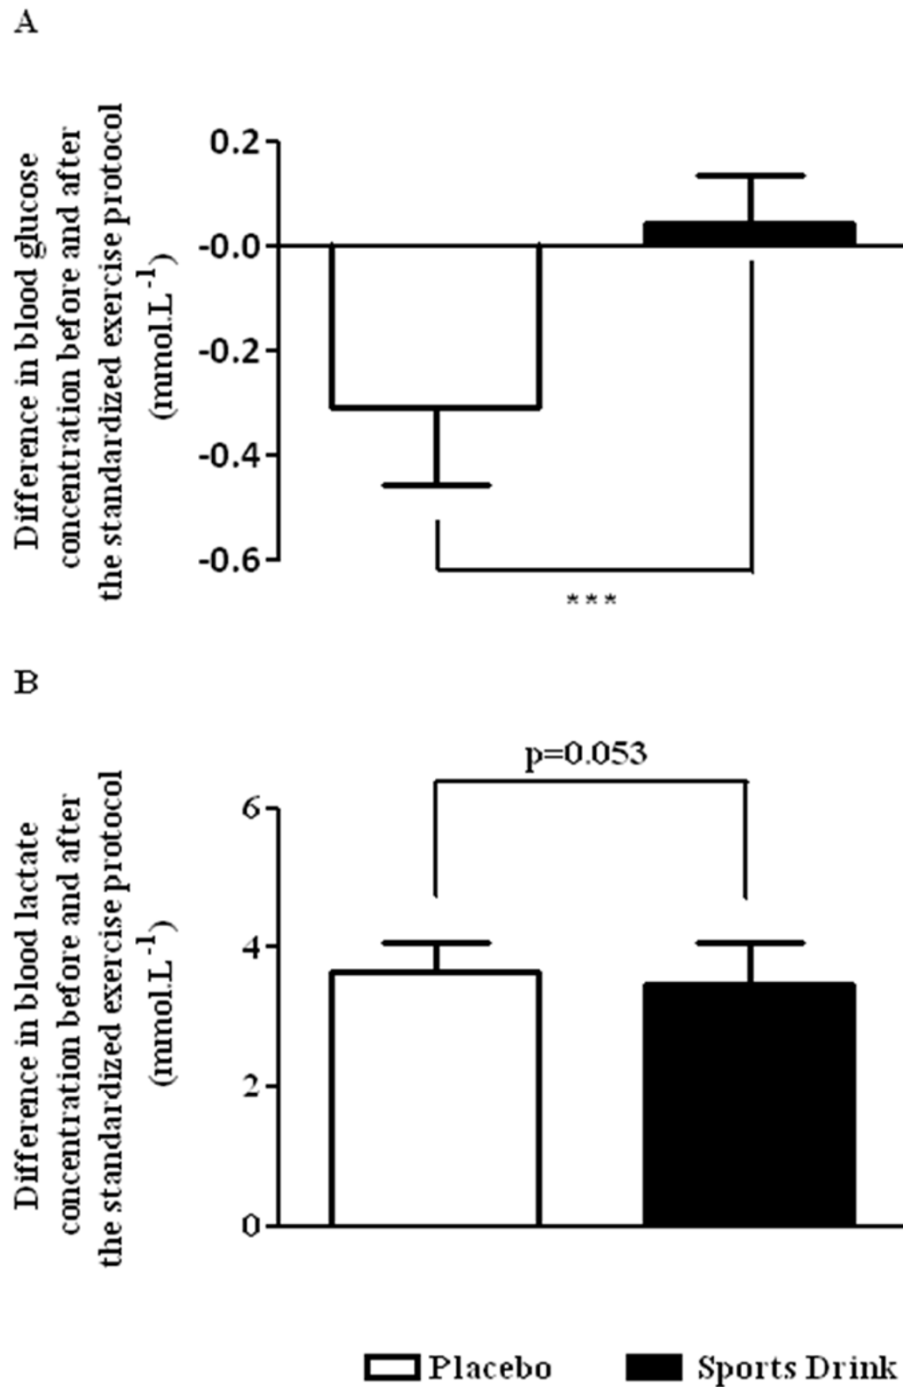 A
Difference in blood glucose
concentration before and after
the standardized exercise protocol
(mmol.L⁻¹)
0.2
-0.0
-0.2
-0.4
-0.6
***
B
Difference in blood lactate
concentration before and after
the standardized exercise protocol
(mmol.L⁻¹)
p=0.053
6
4
2
0
Placebo
Sports Drink